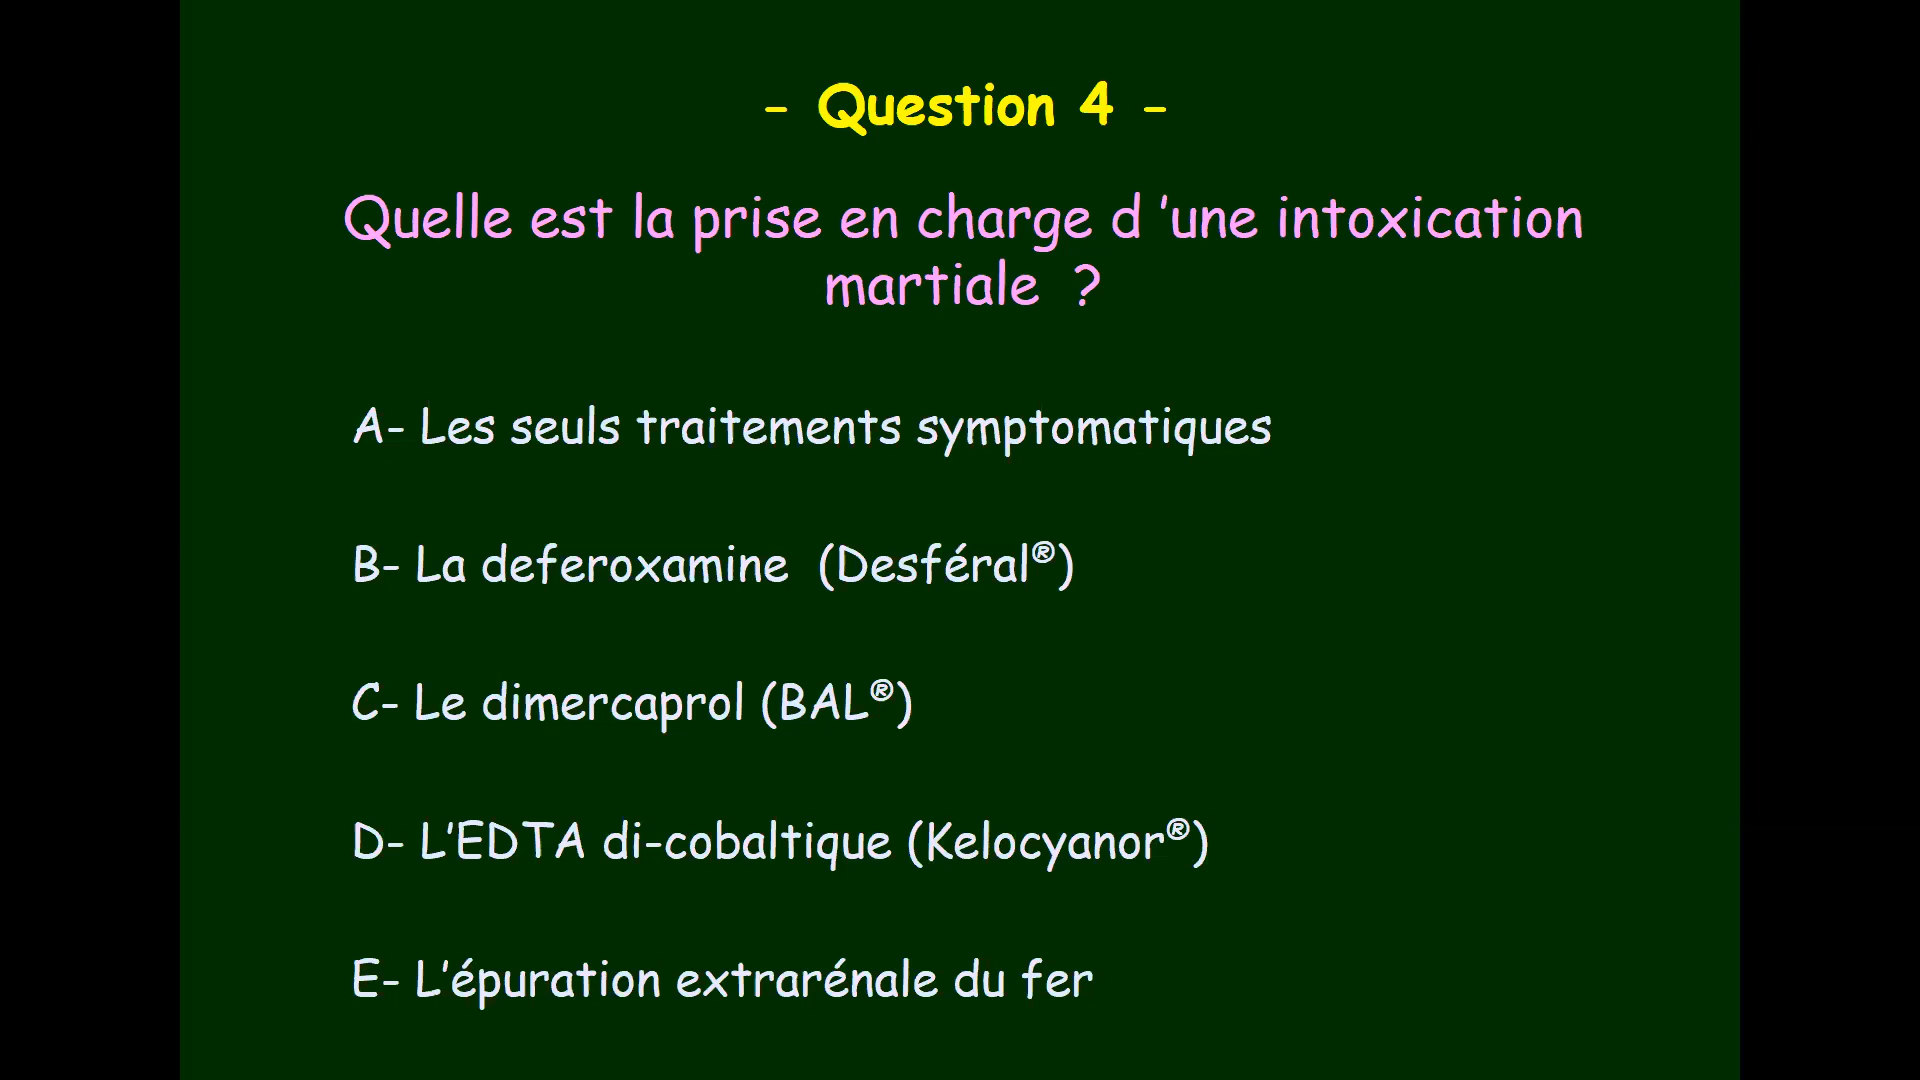 - Question 4 -
Quelle est la prise en charge d ’une intoxication
martiale  ?
A- Les seuls traitements symptomatiques
B- La deferoxamine  (Desféral®)
C- Le dimercaprol (BAL®)
D- L’EDTA di-cobaltique (Kelocyanor®)
E- L’épuration extrarénale du fer